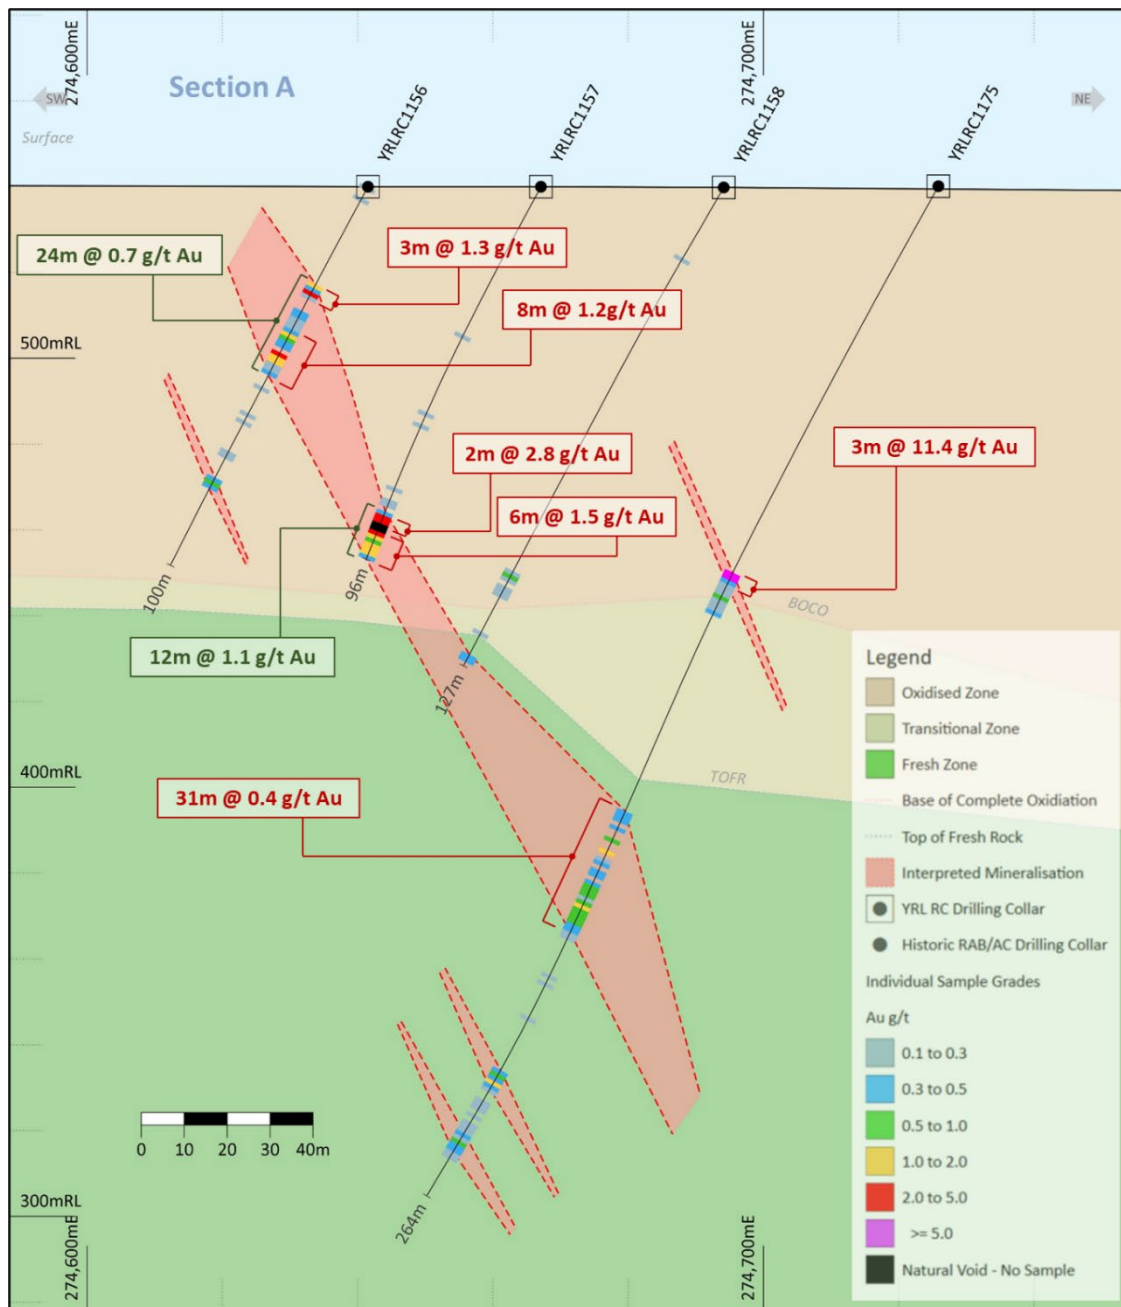 274,600mE
274,700mE
Section A
SW
NE
Surface
YRLRC1156
YRLRC1157
YRLRC1158
YRLRC1175
24m @ 0.7 g/t Au
3m @ 1.3 g/t Au
8m @ 1.2g/t Au
500mRL
2m @ 2.8 g/t Au
3m @ 11.4 g/t Au
6m @ 1.5 g/t Au
100m
96m
BOCO
12m @ 1.1 g/t Au
127m
400mRL
TOFR
31m @ 0.4 g/t Au
Legend
Oxidised Zone
Transitional Zone
Fresh Zone
Base of Complete Oxidiation
Top of Fresh Rock
Interpreted Mineralisation
YRL RC Drilling Collar
Historic RAB/AC Drilling Collar
Individual Sample Grades
Au g/t
0.1 to 0.3
0.3 to 0.5
0.5 to 1.0
1.0 to 2.0
2.0 to 5.0
>= 5.0
Natural Void - No Sample
0 10 20 30 40m
300mRL
264m
274,600mE
274,700mE